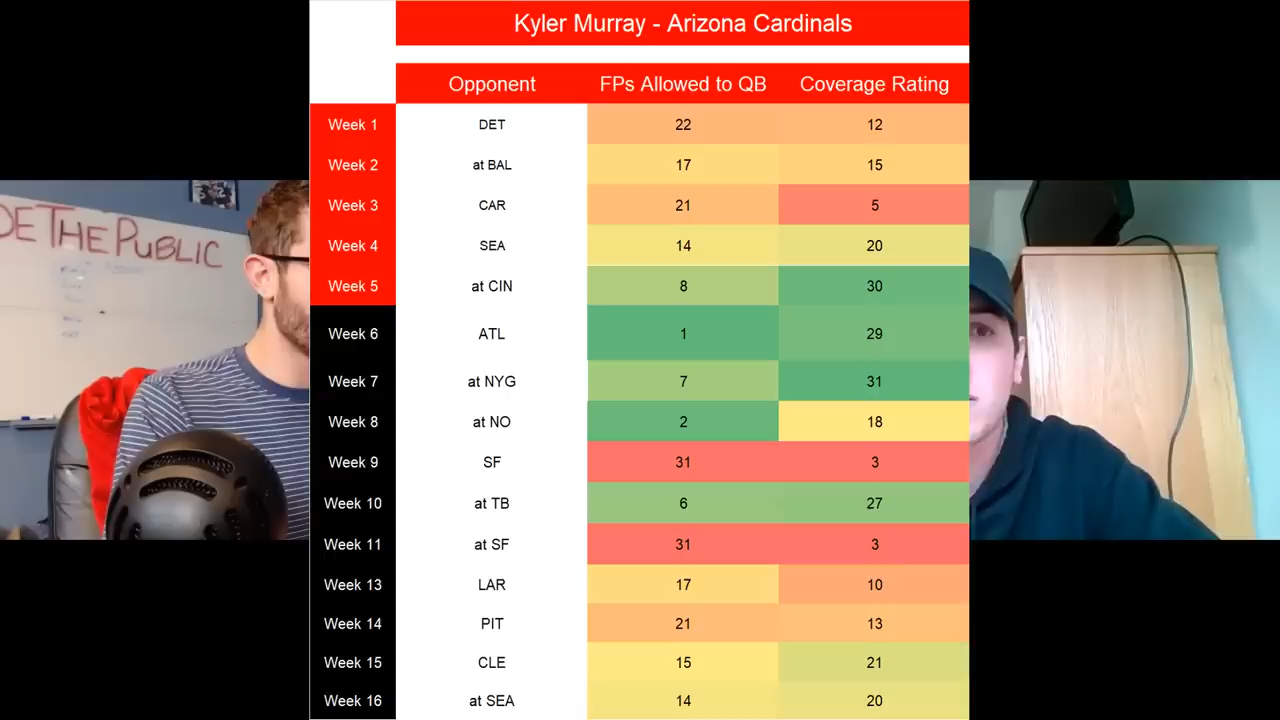 Kyler Murray - Arizona Cardinals
Opponent FPs Allowed to QB Coverage Rating
Week 1 DET 22 12
Week 2 at BAL 17 15
Week 3 CAR 21 5
Week 4 SEA 14 20
Week 5 at CIN 8 30
Week 6 ATL 1 29
Week 7 at NYG 7 31
Week 8 at NO 2 18
Week 9 SF 31 3
Week 10 at TB 6 27
Week 11 at SF 31 3
Week 13 LAR 17 10
Week 14 PIT 21 13
Week 15 CLE 15 21
Week 16 at SEA 14 20
DE THE PUBLIC